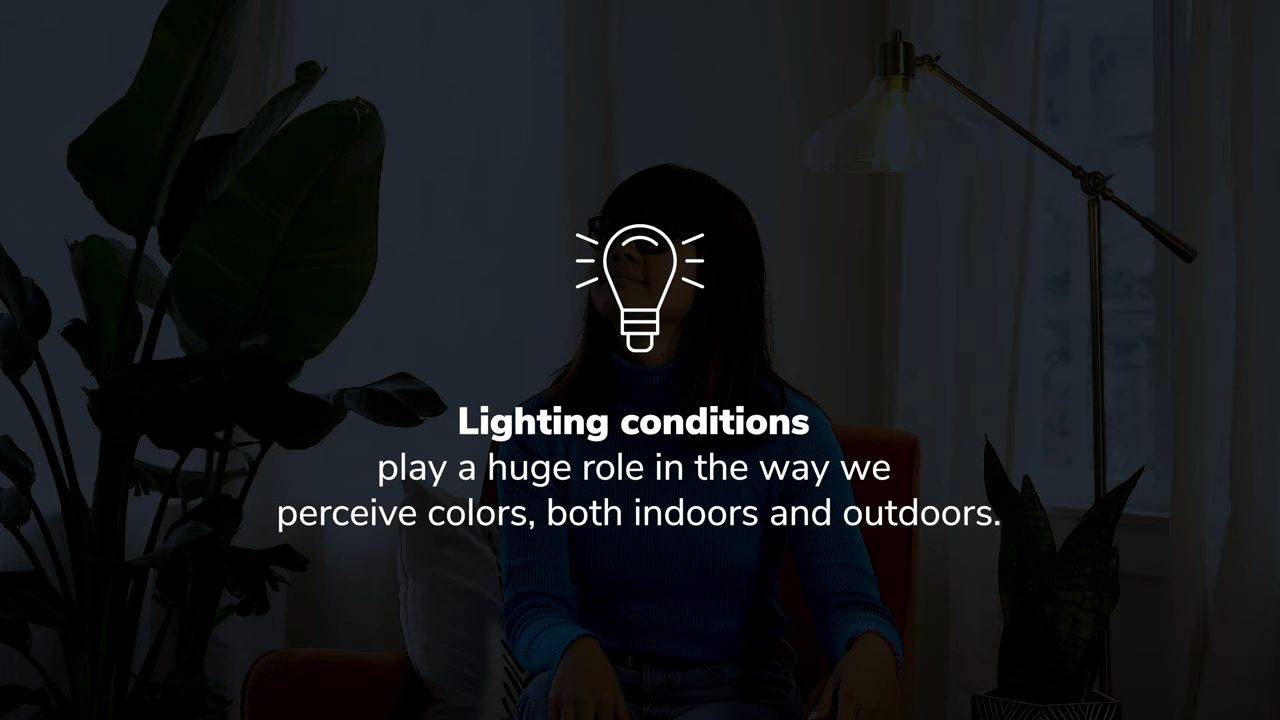 Lighting conditions
play a huge role in the way we
perceive colors, both indoors and outdoors.